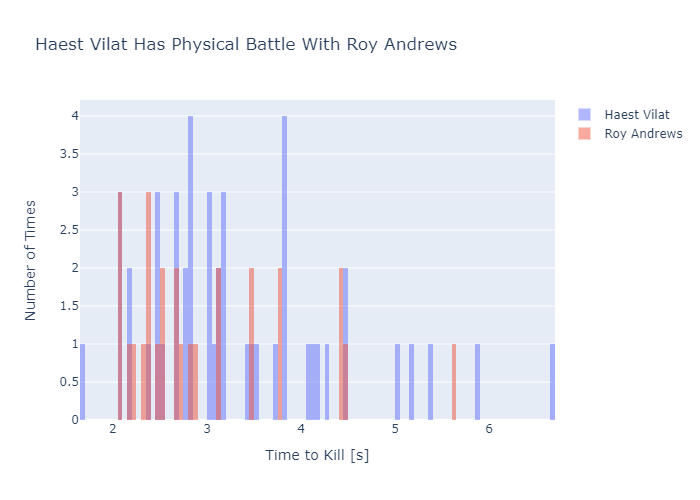 Haest Vilat Has Physical Battle With Roy Andrews
Haest Vilat
Roy Andrews
4
3.5
3
2.5
2
1.5
1
0.5
0
Number of Times
2 3 4 5 6
Time to Kill [s]